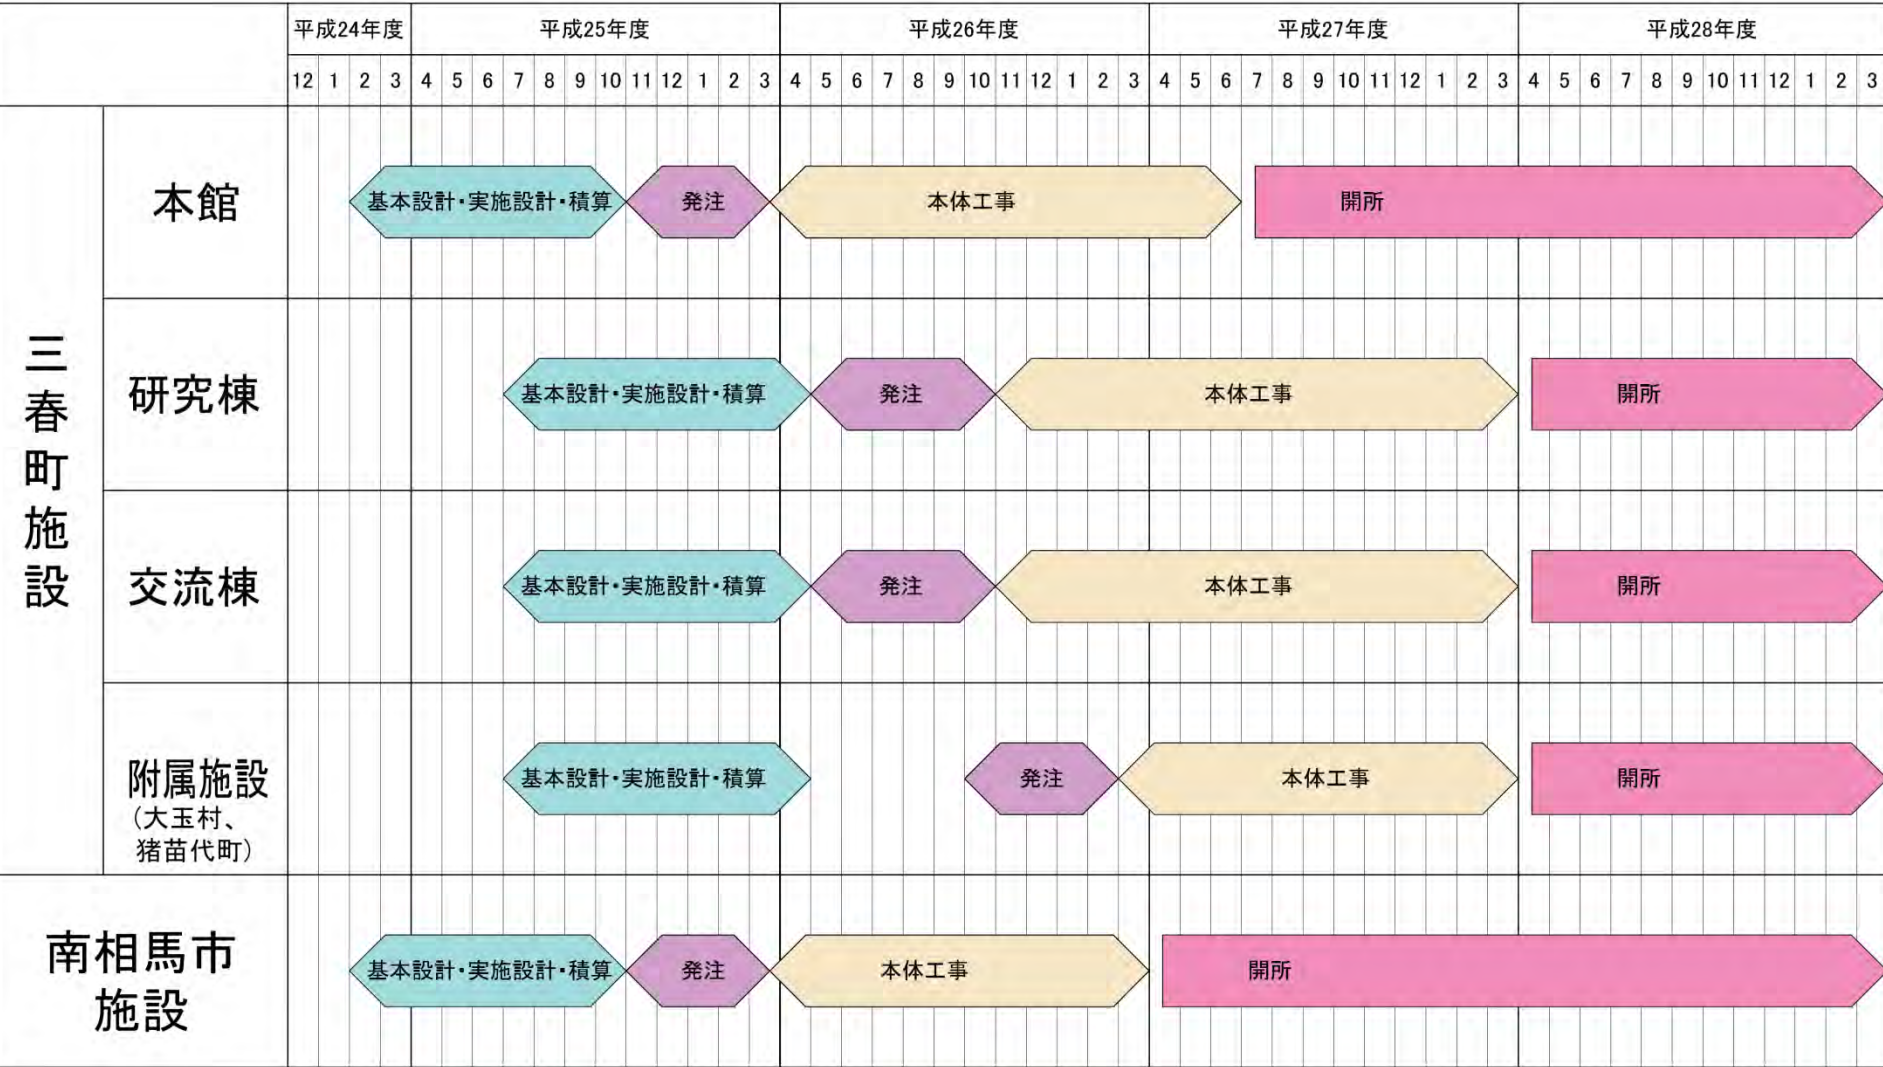 平成24年度 平成25年度 平成26年度 平成27年度 平成28年度
12 1 2 3 4 5 6 7 8 9 10 11 12 1 2 3 4 5 6 7 8 9 10 11 12 1 2 3 4 5 6 7 8 9 10 11 12 1 2 3 4 5 6 7 8 9 10 11 12 1 2 3
三春町施設
本館
基本設計・実施設計・積算 発注 本体工事 開所
研究棟
基本設計・実施設計・積算 発注 本体工事 開所
交流棟
基本設計・実施設計・積算 発注 本体工事 開所
附属施設
(大玉村、
猪苗代町)
基本設計・実施設計・積算 発注 本体工事 開所
南相馬市
施設
基本設計・実施設計・積算 発注 本体工事 開所